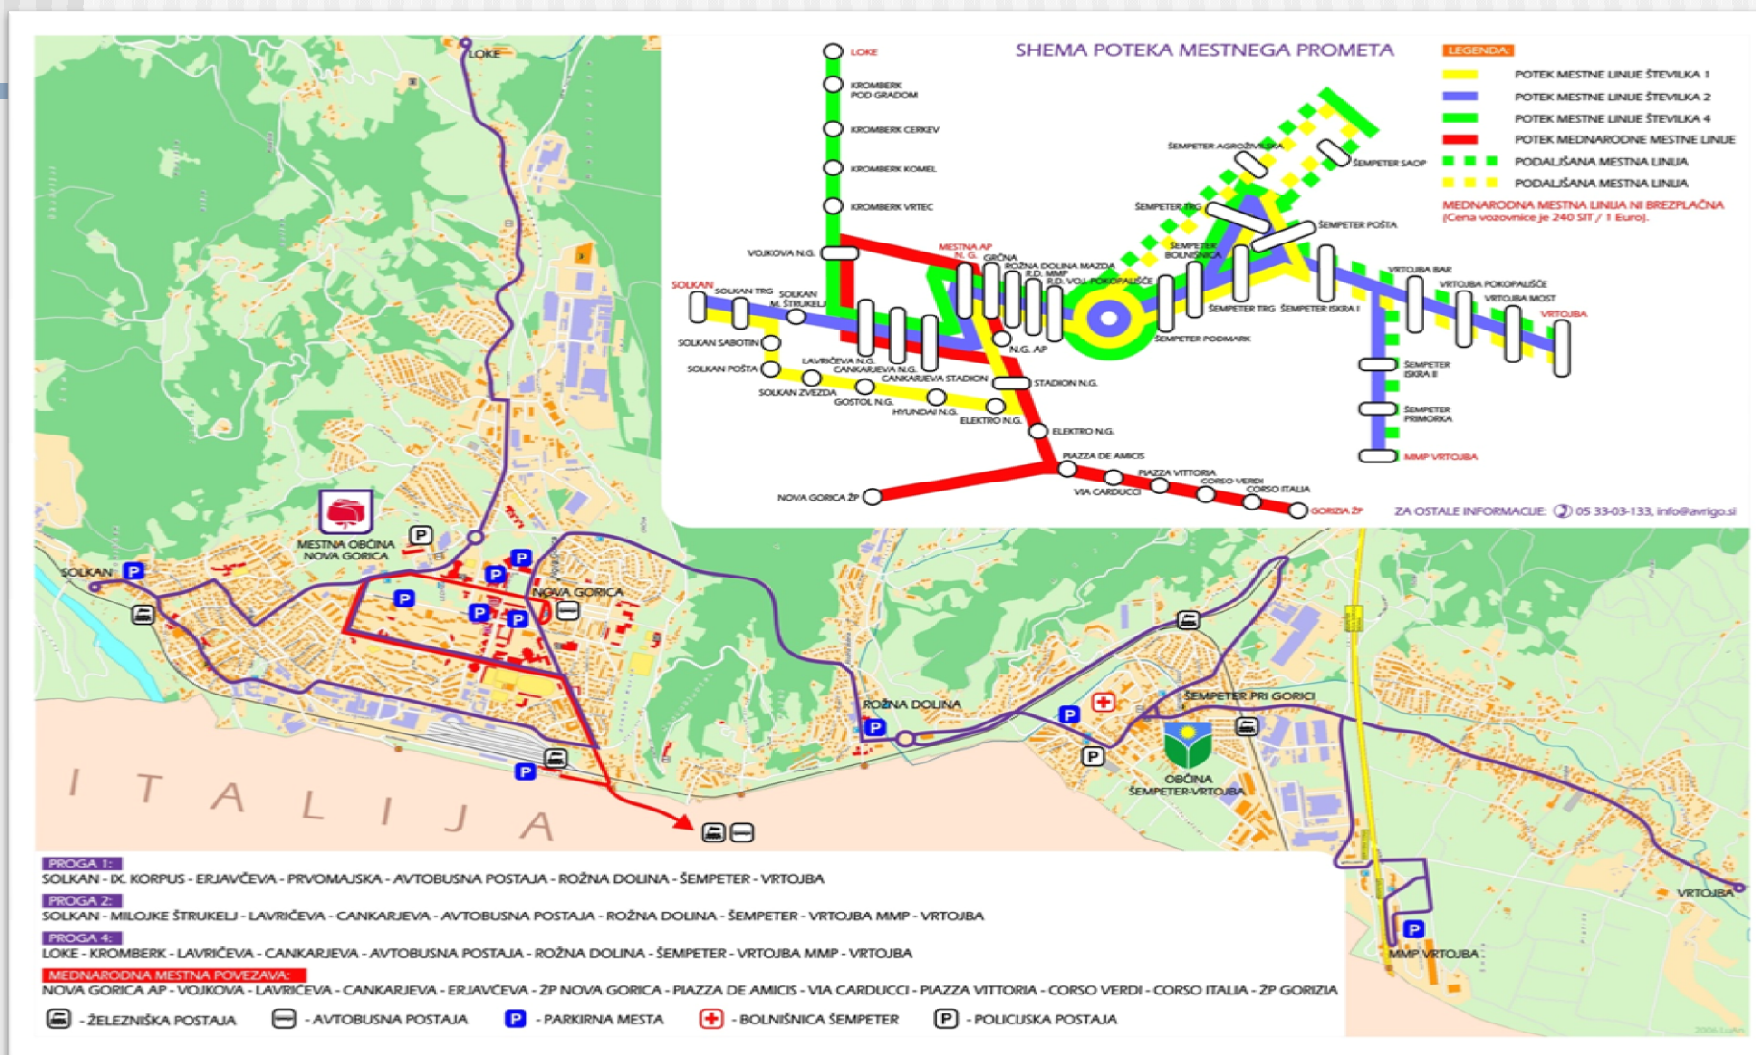 LOKE
SHEMA POTEKA MESTNEGA PROMETA
LEGENDA:
POTEK MESTNE LINIJE ŠTEVILKA 1
POTEK MESTNE LINIJE ŠTEVILKA 2
POTEK MESTNE LINIJE ŠTEVILKA 4
POTEK MEDNARODNE MESTNE LINIJE
PODALJŠANA MESTNA LINIJA
PODALJŠANA MESTNA LINIJA
MEDNARODNA MESTNA LINIJA NI BREZPLAČNA
(Cena vozovnice je 240 SIT / 1 Euro).
LOKE
KROMBERK
POD GRADOM
KROMBERK CERKEV
KROMBERK KOMEL
KROMBERK VRTEC
VOJKOVA N.G.
MESTNA AP
N. G.
GRČNA
ROŽNA DOLINA MAZDA
R.D. MMP
R.D. VOJ. POKOPALIŠČE
SOLKAN
SOLKAN TRG
SOLKAN
M. ŠTRUKELJ
SOLKAN SABOTIN
SOLKAN POŠTA
SOLKAN ZVEZDA
GOSTOL N.G.
HYUNDAI N.G.
ELEKTRO N.G.
LAVRIČEVA N.G.
CANKARJEVA N.G.
CANKARJEVA STADION
N.G. AP
STADION N.G.
ELEKTRO N.G.
PIAZZA DE AMICIS
VIA CARDUCCI
PIAZZA VITTORIA
CORSO VERDI
CORSO ITALIA
GORIZIA ŽP
NOVA GORICA ŽP
ŠEMPETER AGROŽIVILSKA
ŠEMPETER SAOP
ŠEMPETER TRG
ŠEMPETER POŠTA
ŠEMPETER
BOLNIŠNICA
ŠEMPETER TRG
ŠEMPETER ISKRA I
ŠEMPETER PODMARK
VRTOJBA BAR
VRTOJBA POKOPALIŠČE
VRTOJBA MOST
VRTOJBA
ŠEMPETER
ISKRA II
ŠEMPETER
PRIMORKA
MMP VRTOJBA
ZA OSTALE INFORMACIJE: 05 33-03-133, info@avrigo.si
MESTNA OBČINA
NOVA GORICA
SOLKAN
NOVA GORICA
ROŽNA DOLINA
ŠEMPETER PRI GORICI
OBČINA
ŠEMPETER-VRTOJBA
VRTOJBA
MMP VRTOJBA
ITALIJA
PROGA 1:
SOLKAN - IX. KORPUS - ERJAVČEVA - PRVOMAJSKA - AVTOBUSNA POSTAJA - ROŽNA DOLINA - ŠEMPETER - VRTOJBA
PROGA 2:
SOLKAN - MILOJKE ŠTRUKELJ - LAVRIČEVA - CANKARJEVA - AVTOBUSNA POSTAJA - ROŽNA DOLINA - ŠEMPETER - VRTOJBA MMP - VRTOJBA
PROGA 4:
LOKE - KROMBERK - LAVRIČEVA - CANKARJEVA - AVTOBUSNA POSTAJA - ROŽNA DOLINA - ŠEMPETER - VRTOJBA MMP - VRTOJBA
MEDNARODNA MESTNA POVEZAVA:
NOVA GORICA AP - VOJKOVA - LAVRIČEVA - CANKARJEVA - ERJAVČEVA - ŽP NOVA GORICA - PIAZZA DE AMICIS - VIA CARDUCCI - PIAZZA VITTORIA - CORSO VERDI - CORSO ITALIA - ŽP GORIZIA
- ŽELEZNIŠKA POSTAJA
- AVTOBUSNA POSTAJA
P - PARKIRNA MESTA
- BOLNIŠNICA ŠEMPETER
P - POLICIJSKA POSTAJA